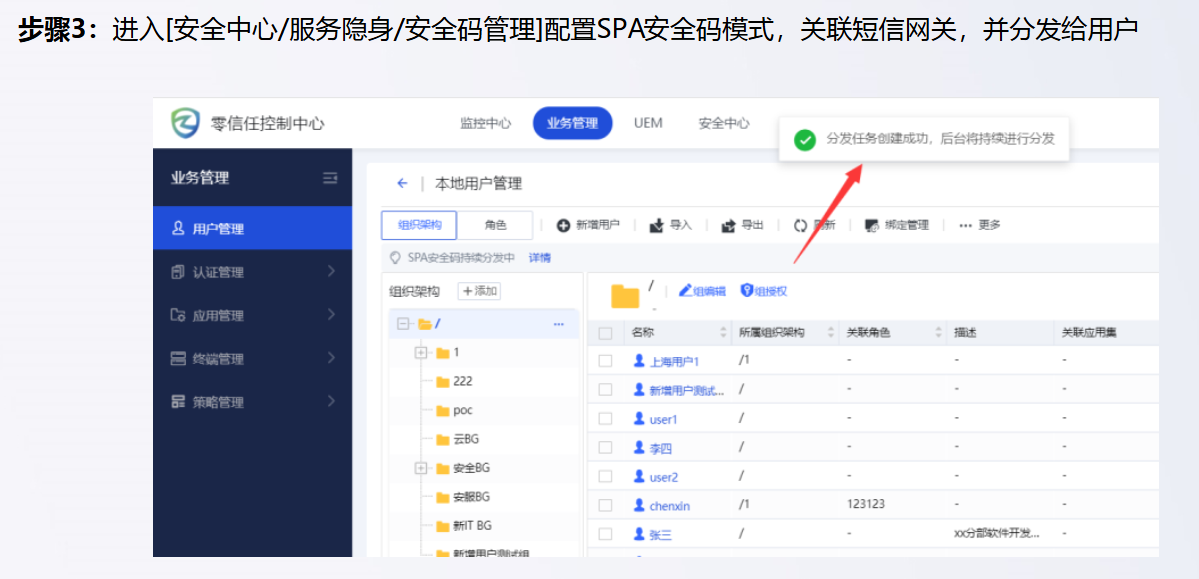 步骤3：进入[安全中心/服务隐身/安全码管理]配置SPA安全码模式，关联短信网关，并分发给用户
零信任控制中心 监控中心 业务管理 UEM 安全中心
分发任务创建成功，后台将持续进行分发
业务管理
用户管理
认证管理
应用管理
终端管理
策略管理
本地用户管理
组织架构 角色 新增用户 导入 导出 刷新 绑定管理 ··· 更多
SPA安全码持续分发中 详情
组织架构 +添加
/ ···
1
222
poc
云BG
安全BG
安服BG
新IT BG
新增用户测试组
/ 组编辑 组授权
-
名称 所属组织架构 关联角色 描述 关联应用集
上海用户1 /1 - - -
新增用户测试... / - - -
user1 / - - -
李四 / - - -
user2 / - - -
chenxin /1 123123 - -
张三 / - xx分部软件开发... -